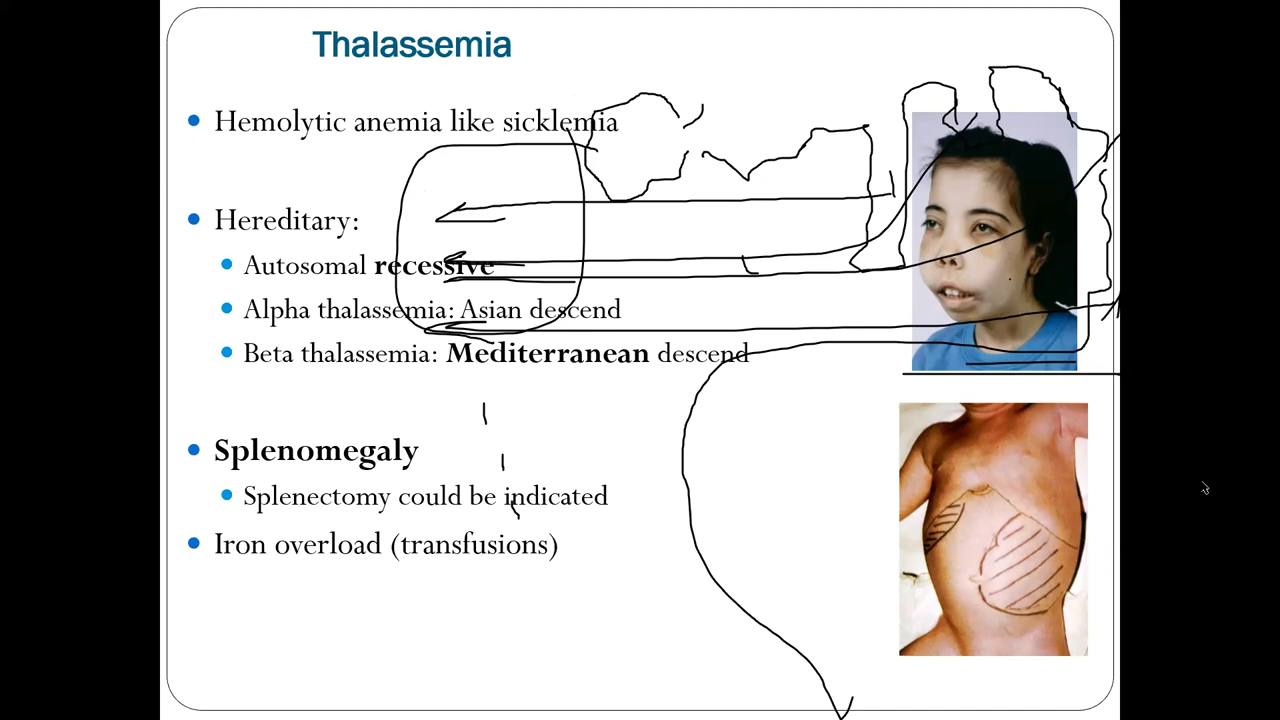 Thalassemia
Hemolytic anemia like sicklemia
Hereditary:
Autosomal recessive
Alpha thalassemia: Asian descend
Beta thalassemia: Mediterranean descend
Splenomegaly
Splenectomy could be indicated
Iron overload (transfusions)